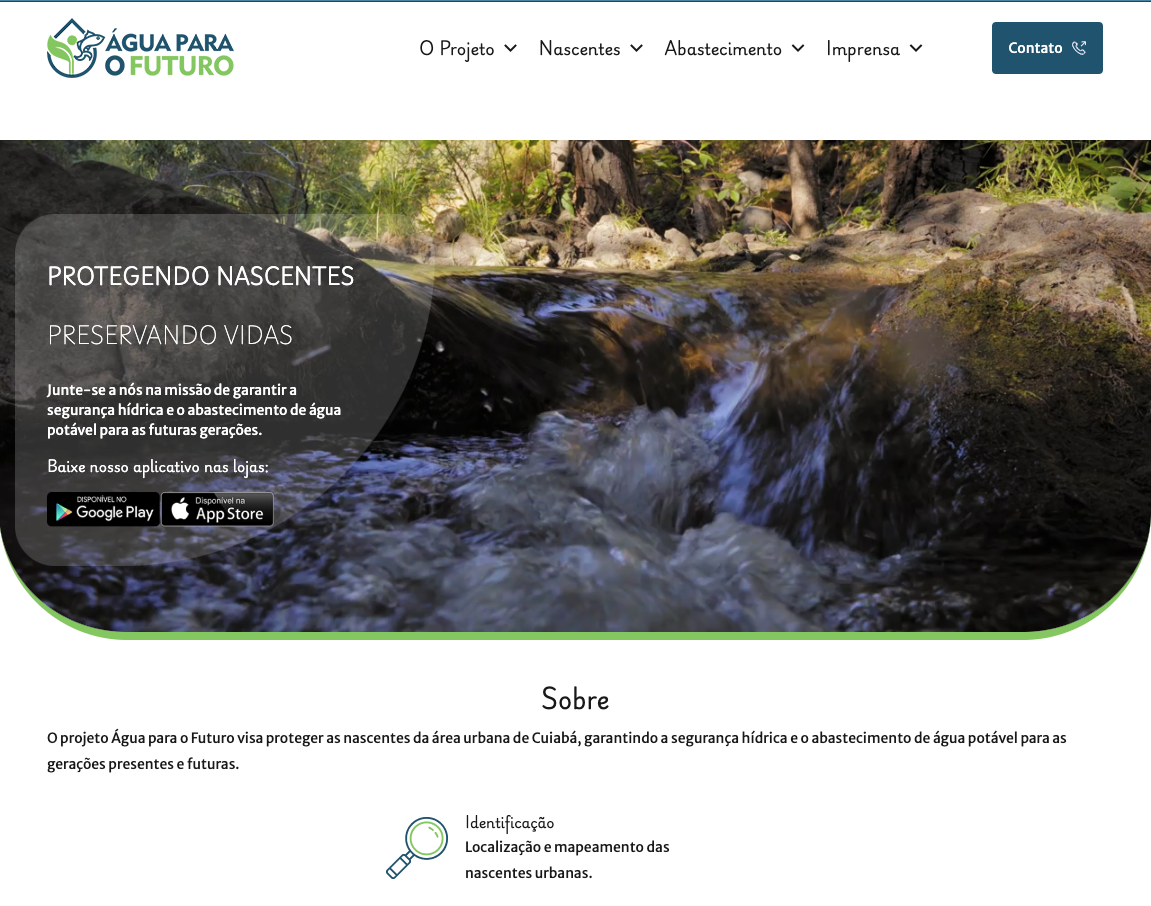 ÁGUA PARA
O FUTURO
O Projeto
Nascentes
Abastecimento
Imprensa
Contato
PROTEGENDO NASCENTES
PRESERVANDO VIDAS
Junte-se a nós na missão de garantir a
segurança hídrica e o abastecimento de água
potável para as futuras gerações.
Baixe nosso aplicativo nas lojas:
DISPONÍVEL NO
Google Play
Disponível na
App Store
Sobre
O projeto Água para o Futuro visa proteger as nascentes da área urbana de Cuiabá, garantindo a segurança hídrica e o abastecimento de água potável para as
gerações presentes e futuras.
Identificação
Localização e mapeamento das
nascentes urbanas.